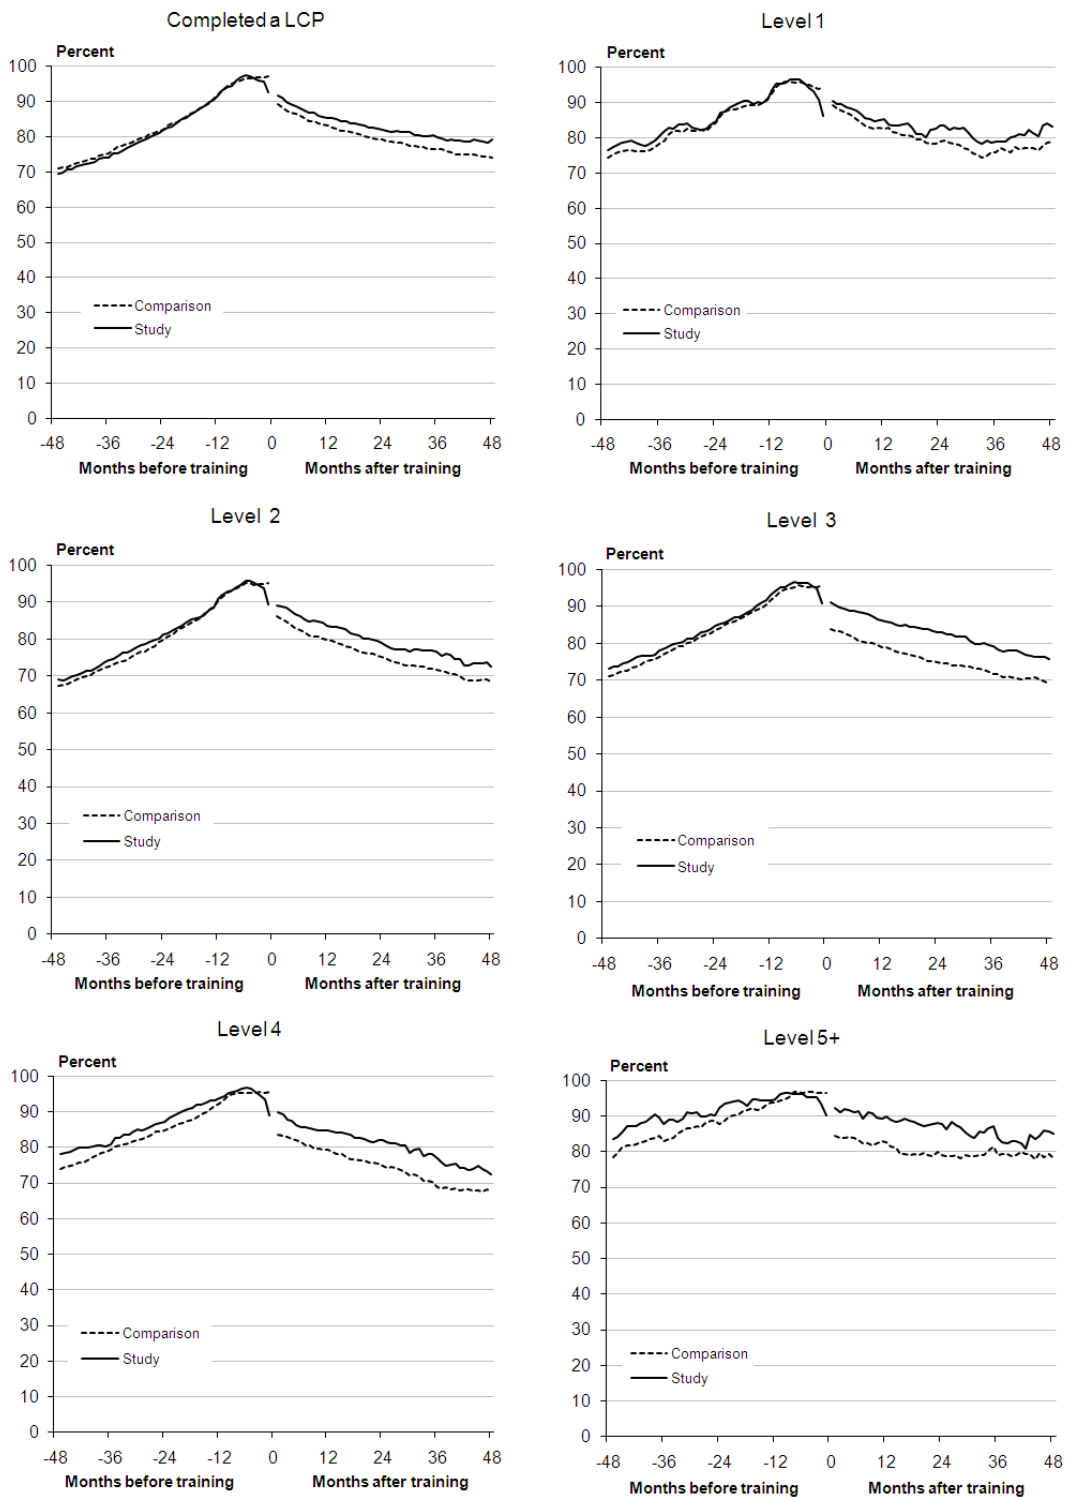 Completed a LCP
Percent
100
90
80
70
60
50
40
30
20
10
0
Comparison
Study
-48 -36 -24 -12 0 12 24 36 48
Months before training Months after training
Level 1
Percent
100
90
80
70
60
50
40
30
20
10
0
Comparison
Study
-48 -36 -24 -12 0 12 24 36 48
Months before training Months after training
Level 2
Percent
100
90
80
70
60
50
40
30
20
10
0
Comparison
Study
-48 -36 -24 -12 0 12 24 36 48
Months before training Months after training
Level 3
Percent
100
90
80
70
60
50
40
30
20
10
0
Comparison
Study
-48 -36 -24 -12 0 12 24 36 48
Months before training Months after training
Level 4
Percent
100
90
80
70
60
50
40
30
20
10
0
Comparison
Study
-48 -36 -24 -12 0 12 24 36 48
Months before training Months after training
Level 5+
Percent
100
90
80
70
60
50
40
30
20
10
0
Comparison
Study
-48 -36 -24 -12 0 12 24 36 48
Months before training Months after training